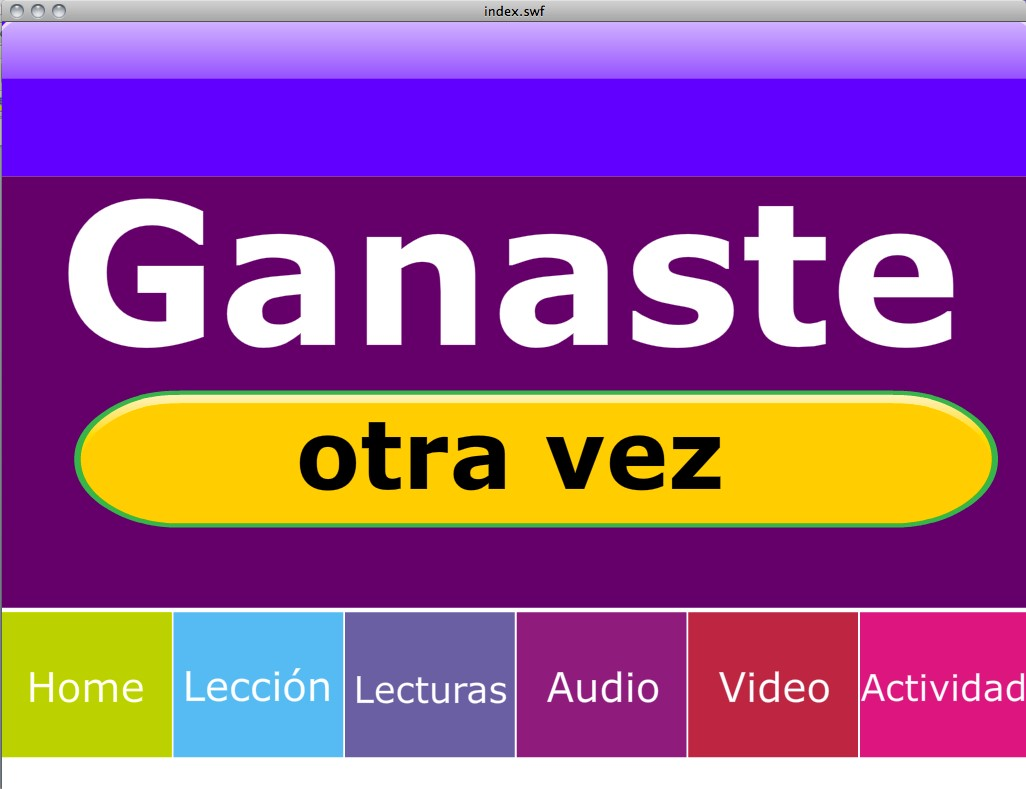 index.swf
Ganaste
otra vez
Home Lección Lecturas Audio Video Actividad